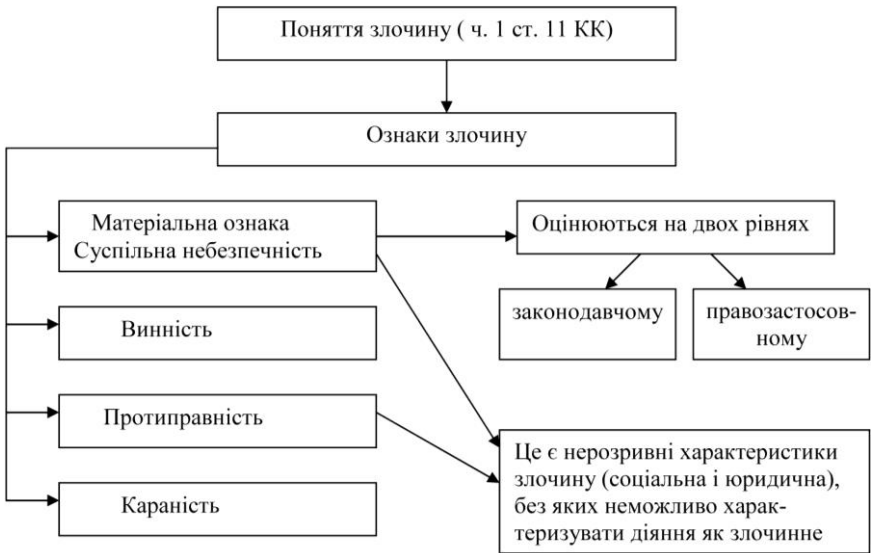 Поняття злочину ( ч. 1 ст. 11 КК)
Ознаки злочину
Матеріальна ознака
Суспільна небезпечність
Оцінюються на двох рівнях
законодавчому
правозастосов-
ному
Винність
Протиправність
Це є нерозривні характеристики
злочину (соціальна і юридична),
без яких неможливо харак-
теризувати діяння як злочинне
Караність